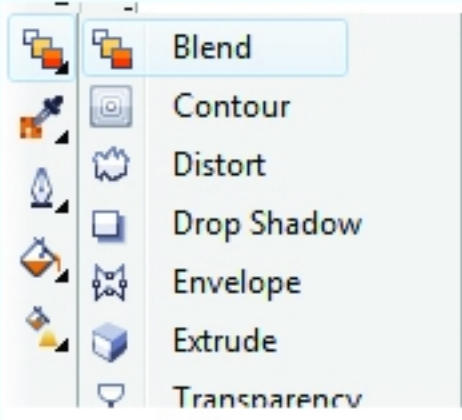 Blend
Contour
Distort
Drop Shadow
Envelope
Extrude
Transparency